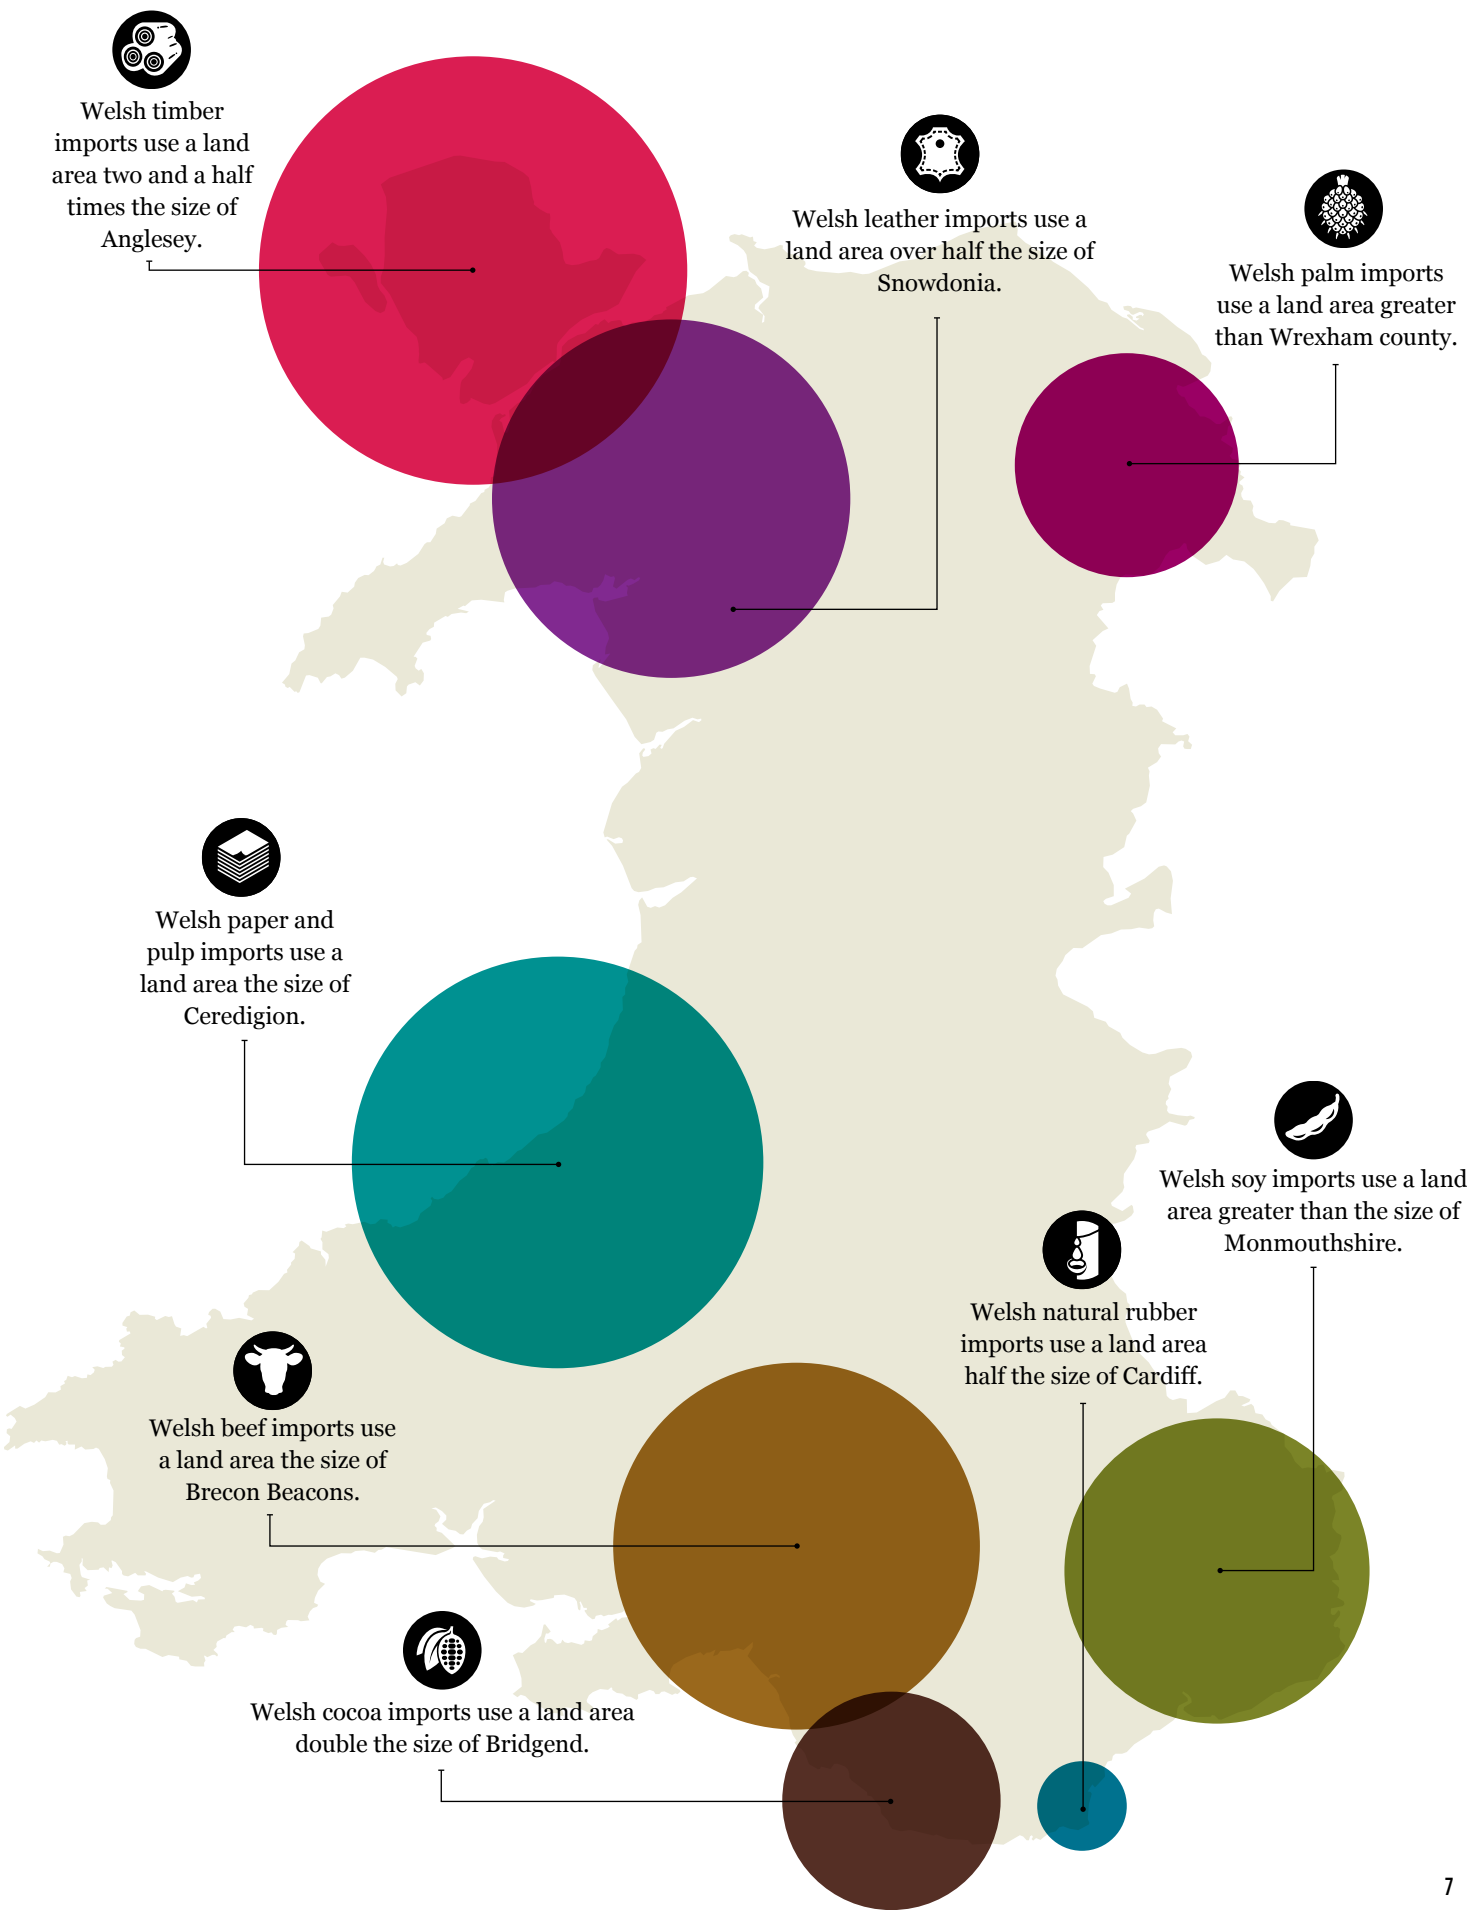 Welsh timber
imports use a land
area two and a half
times the size of
Anglesey.
Welsh leather imports use a
land area over half the size of
Snowdonia.
Welsh palm imports
use a land area greater
than Wrexham county.
Welsh paper and
pulp imports use a
land area the size of
Ceredigion.
Welsh soy imports use a land
area greater than the size of
Monmouthshire.
Welsh natural rubber
imports use a land area
half the size of Cardiff.
Welsh beef imports use
a land area the size of
Brecon Beacons.
Welsh cocoa imports use a land area
double the size of Bridgend.
7